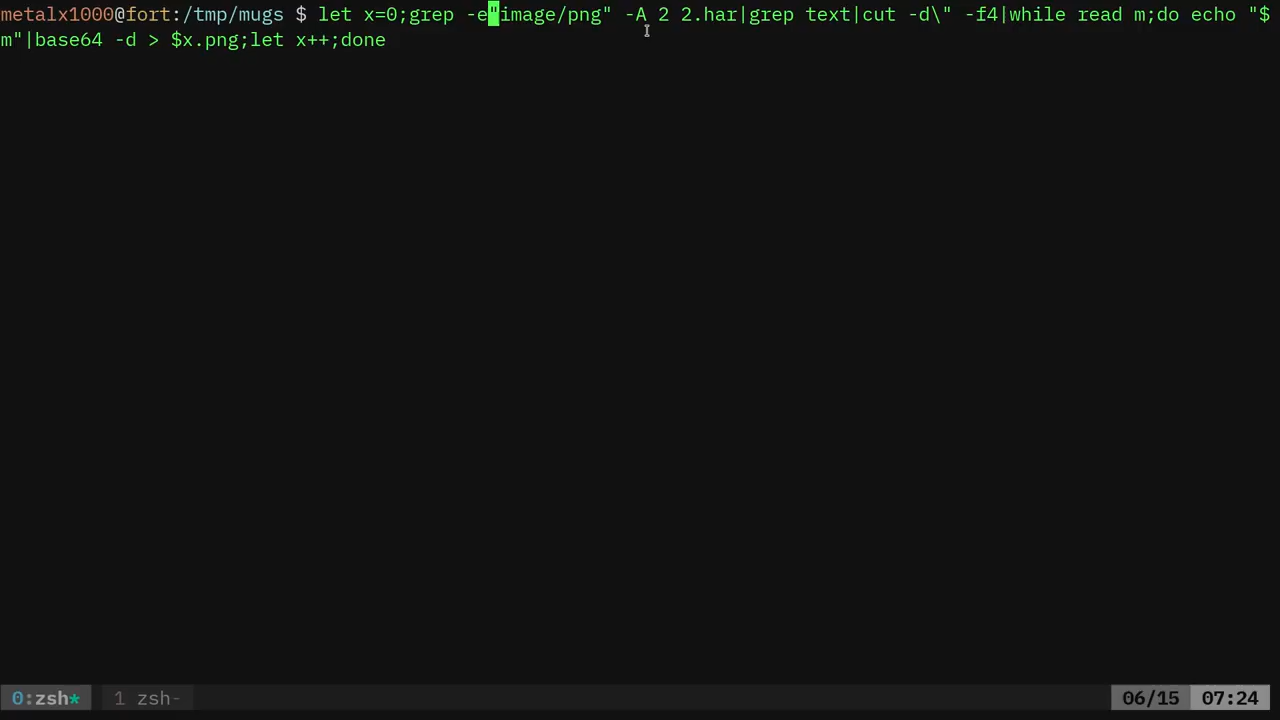 metalx1000@fort:/tmp/mugs $ let x=0;grep -e"image/png" -A 2 2.har|grep text|cut -d\" -f4|while read m;do echo "$
m"|base64 -d > $x.png;let x++;done
0:zsh* 1 zsh- 06/15 07:24